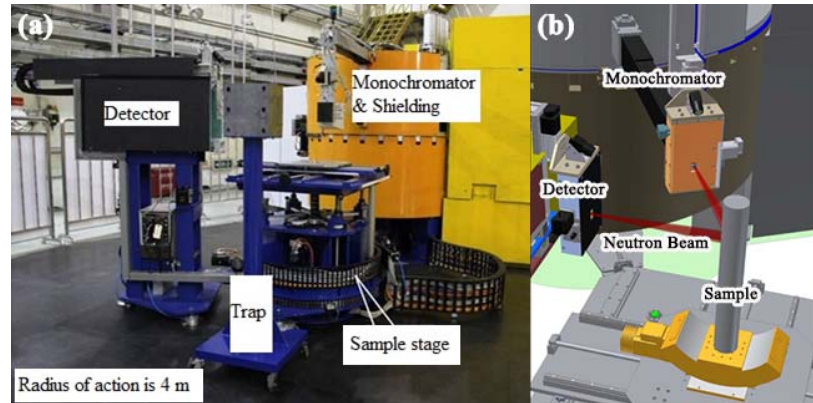 (a)
Detector
Monochromator
& Shielding
Trap
Sample stage
Radius of action is 4 m
(b)
Monochromator
Detector
Neutron Beam
Sample